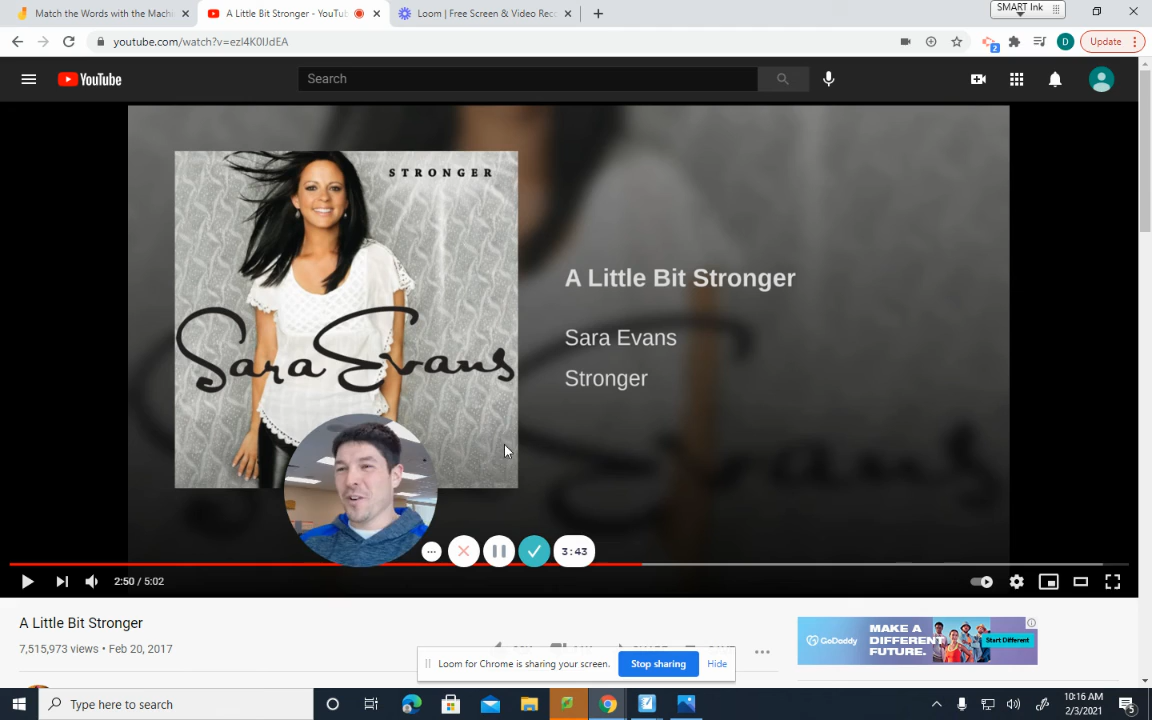 Match the Words with the Machi
A Little Bit Stronger - YouTub
Loom | Free Screen & Video Rec
SMART Ink
youtube.com/watch?v=ezI4K0IJdEA
2
D
Update
YouTube
Search
STRONGER
Sara Evans
A Little Bit Stronger
Sara Evans
Stronger
3:43
2:50 / 5:02
A Little Bit Stronger
7,515,973 views • Feb 20, 2017
Loom for Chrome is sharing your screen.
Stop sharing
Hide
GoDaddy
MAKE A
DIFFERENT
FUTURE.
Start Different
Type here to search
10:16 AM
2/3/2021
5